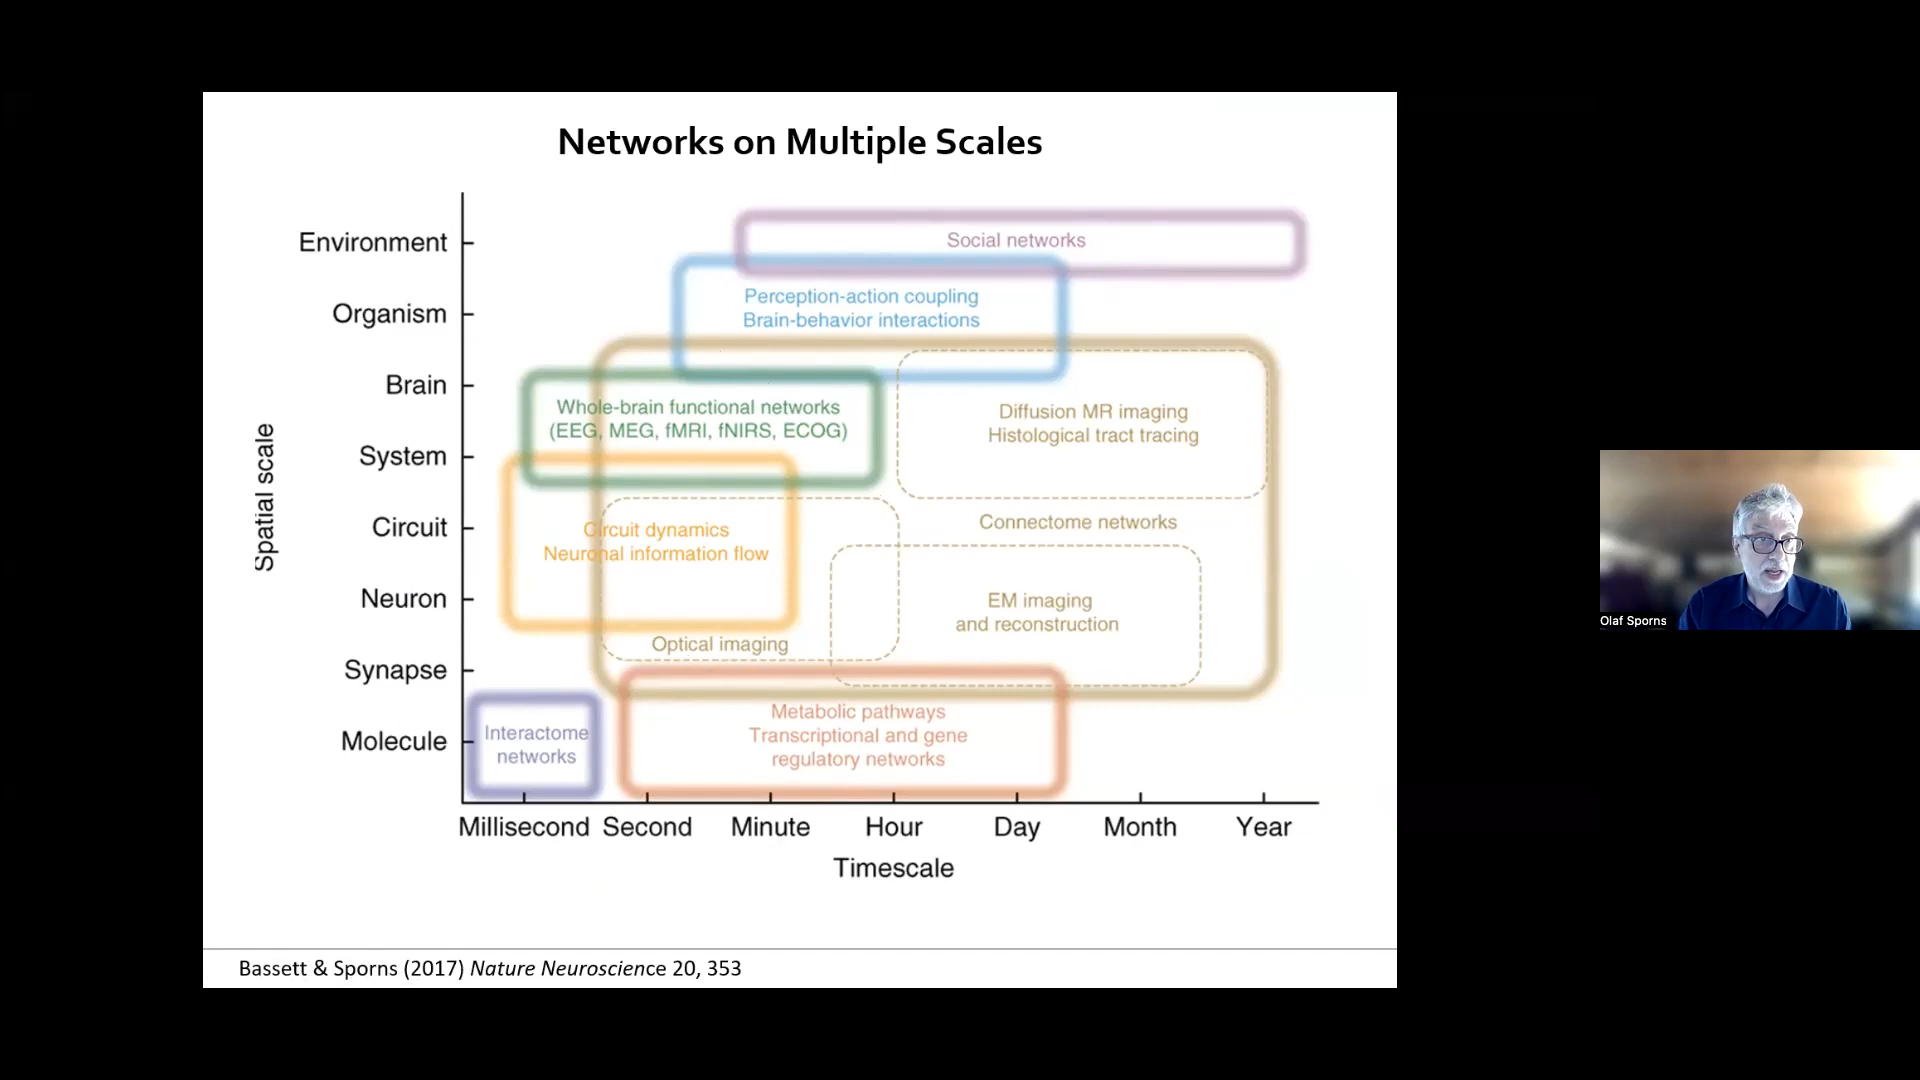 Networks on Multiple Scales
Environment
Social networks
Organism
Perception-action coupling
Brain-behavior interactions
Brain
Whole-brain functional networks
(EEG, MEG, fMRI, fNIRS, ECOG)
Diffusion MR imaging
Histological tract tracing
System
Spatial scale
Circuit
Circuit dynamics
Neuronal information flow
Connectome networks
Neuron
EM imaging
and reconstruction
Optical imaging
Synapse
Molecule
Interactome
networks
Metabolic pathways
Transcriptional and gene
regulatory networks
Millisecond Second Minute Hour Day Month Year
Timescale
Bassett & Sporns (2017) Nature Neuroscience 20, 353
Olaf Sporns